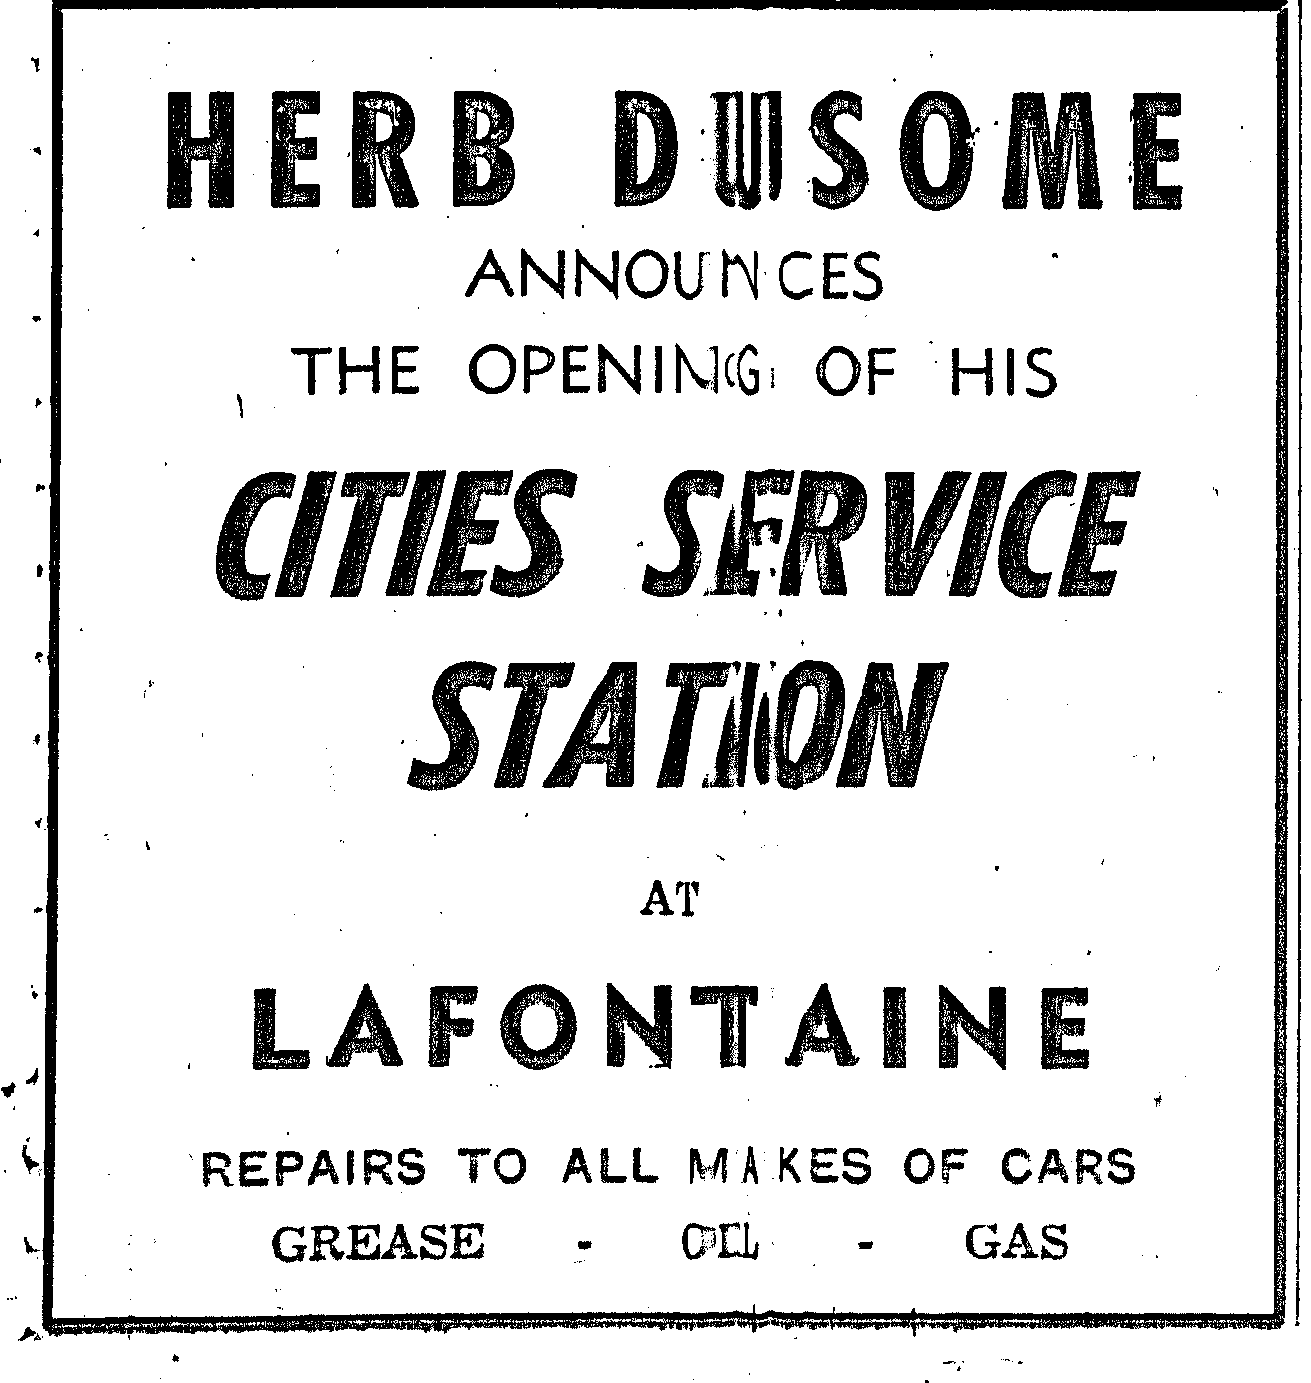 HERB DUSOME
ANNOUNCES
THE OPENING OF HIS
CITIES SERVICE
STATION
AT
LAFONTAINE
REPAIRS TO ALL MAKES OF CARS
GREASE - OIL - GAS